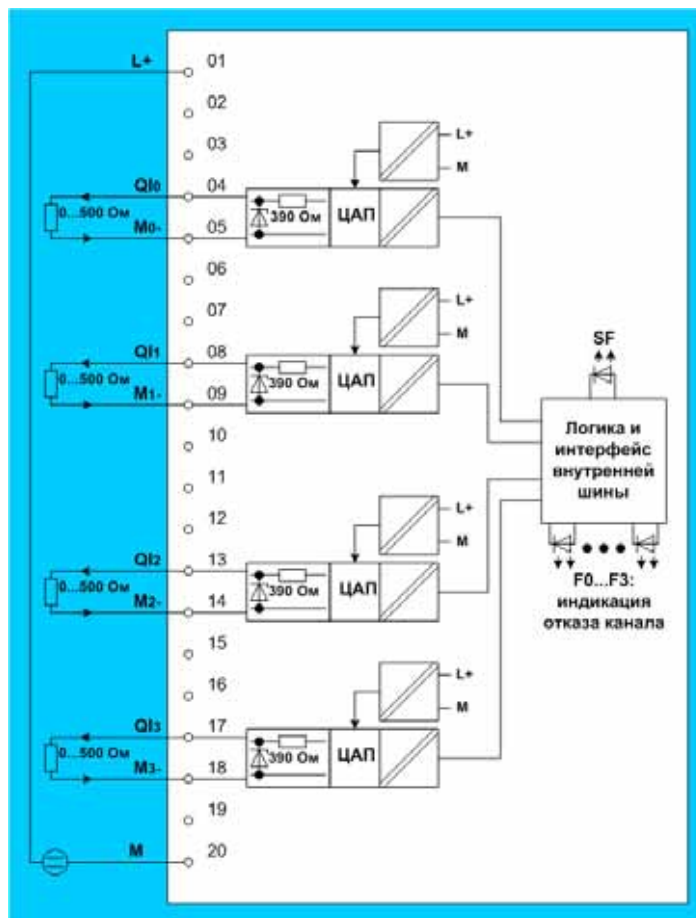 L+ 01
02
03
L+
M
QI0 04
0...500 Ом
390 Ом ЦАП
M0- 05
06
07
L+
M
SF
QI1 08
0...500 Ом
390 Ом ЦАП
M1- 09
10
11
Логика и
интерфейс
внутренней
шины
12
L+
M
QI2 13
0...500 Ом
390 Ом ЦАП
M2- 14
F0...F3:
индикация
отказа канала
15
16
L+
M
QI3 17
0...500 Ом
390 Ом ЦАП
M3- 18
19
M 20